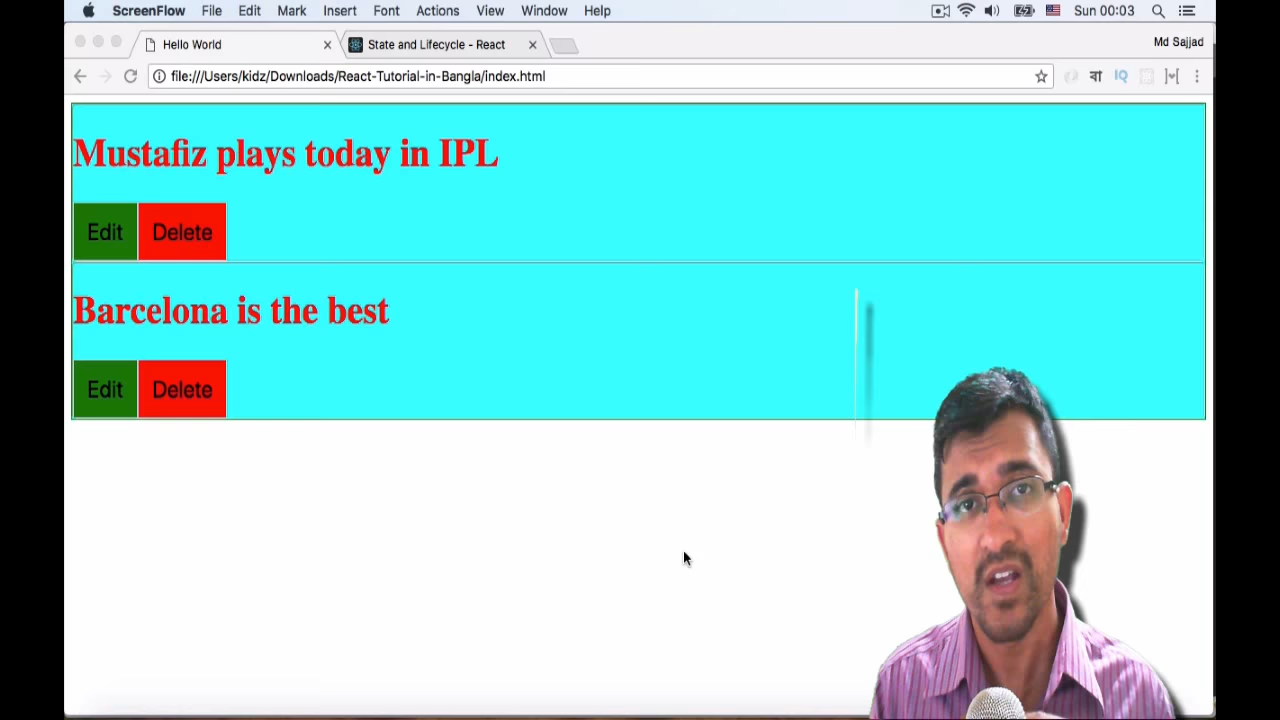 ScreenFlow File Edit Mark Insert Font Actions View Window Help Sun 00:03
Hello World State and Lifecycle - React Md Sajjad
file:///Users/kidz/Downloads/React-Tutorial-in-Bangla/index.html বা IQ
Mustafiz plays today in IPL
Edit Delete
Barcelona is the best
Edit Delete